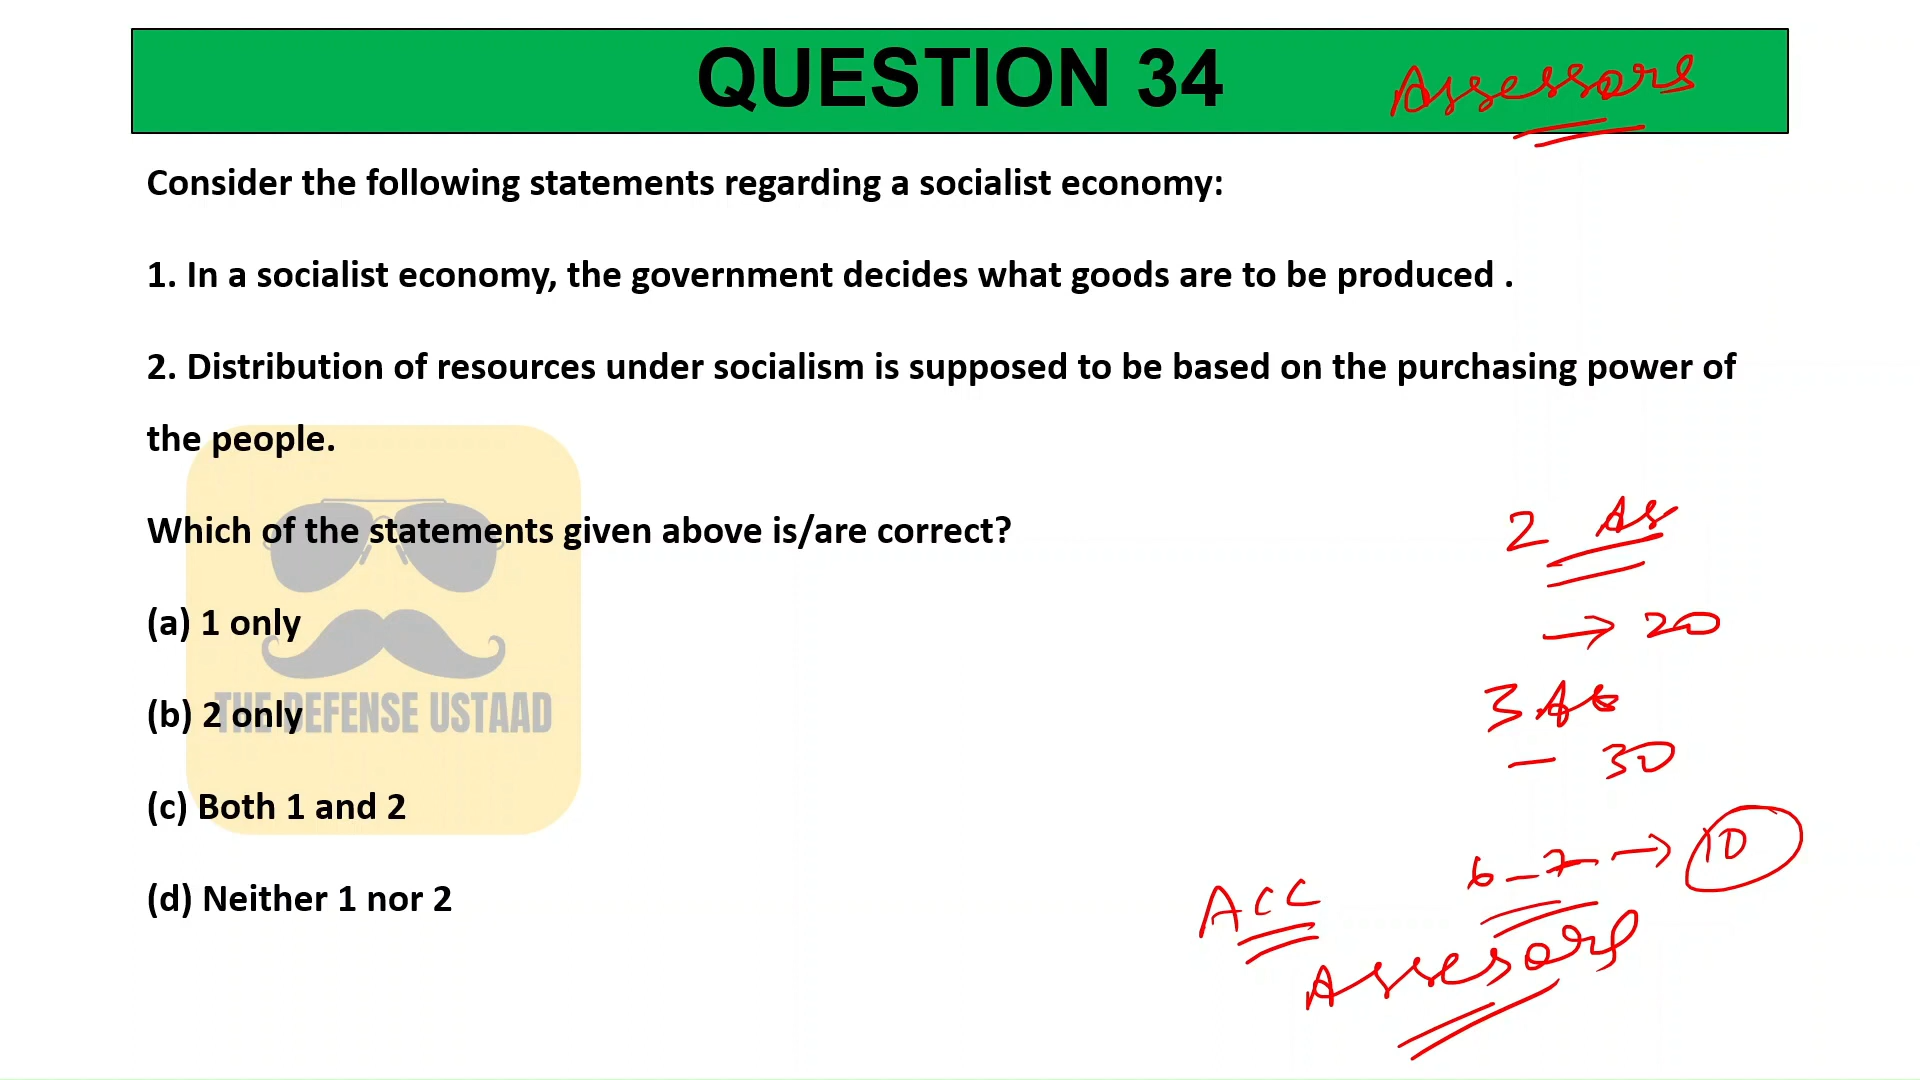 QUESTION 34
Assessors
Consider the following statements regarding a socialist economy:
1. In a socialist economy, the government decides what goods are to be produced .
2. Distribution of resources under socialism is supposed to be based on the purchasing power of
the people.
Which of the statements given above is/are correct?
(a) 1 only
(b) 2 only
(c) Both 1 and 2
(d) Neither 1 nor 2
THE DEFENSE USTAAD
2 As
→ 20
3
– 30
6–7 → 10
ACC
Assesors